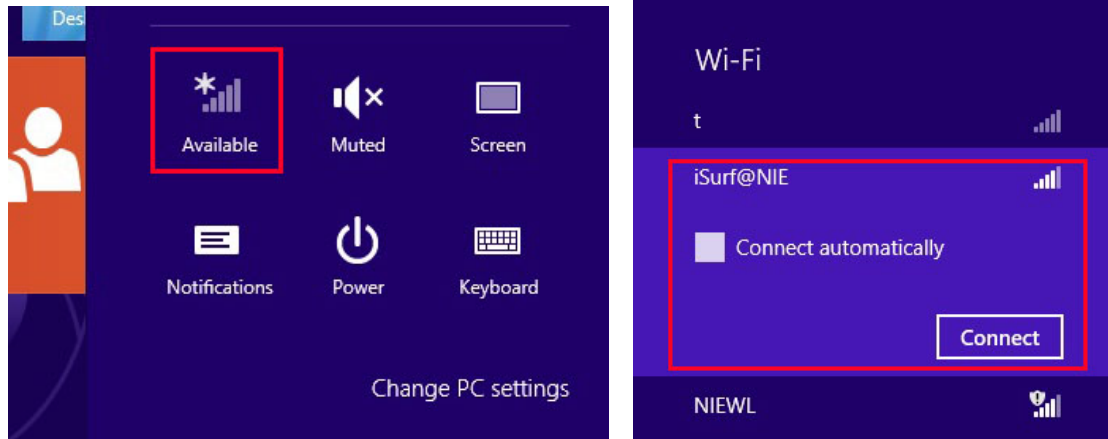 Des
Available
Muted
Screen
Notifications
Power
Keyboard
Change PC settings
Wi-Fi
t
iSurf@NIE
Connect automatically
Connect
NIEWL